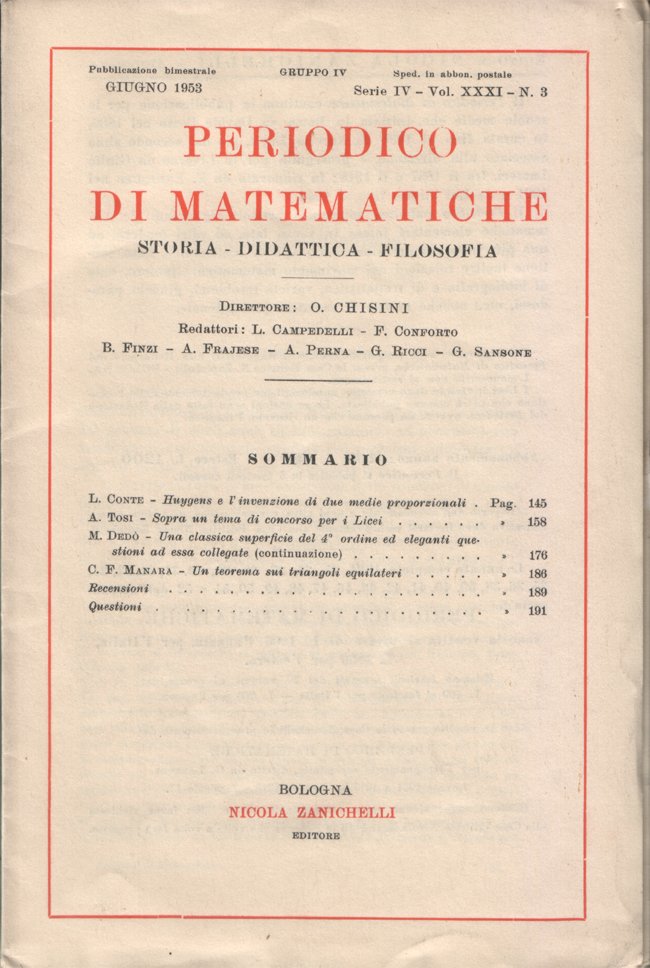 Pubblicazione bimestrale GRUPPO IV Sped. in abbon. postale
GIUGNO 1953 Serie IV – Vol. XXXI – N. 3
PERIODICO
DI MATEMATICHE
STORIA - DIDATTICA - FILOSOFIA
DIRETTORE: O. CHISINI
Redattori: L. CAMPEDELLI – F. CONFORTO
B. FINZI – A. FRAJESE – A. PERNA – G. RICCI – G. SANSONE
SOMMARIO
L. CONTE – Huygens e l'invenzione di due medie proporzionali . Pag. 145
A. TOSI – Sopra un tema di concorso per i Licei . . . . . . » 158
M. DEDÒ – Una classica superficie del 4° ordine ed eleganti que-
stioni ad essa collegate (continuazione) . . . . . . . . » 176
C. F. MANARA – Un teorema sui triangoli equilateri . . . . . » 186
Recensioni . . . . . . . . . . . . . . . . . . . » 189
Questioni . . . . . . . . . . . . . . . . . . . » 191
BOLOGNA
NICOLA ZANICHELLI
EDITORE